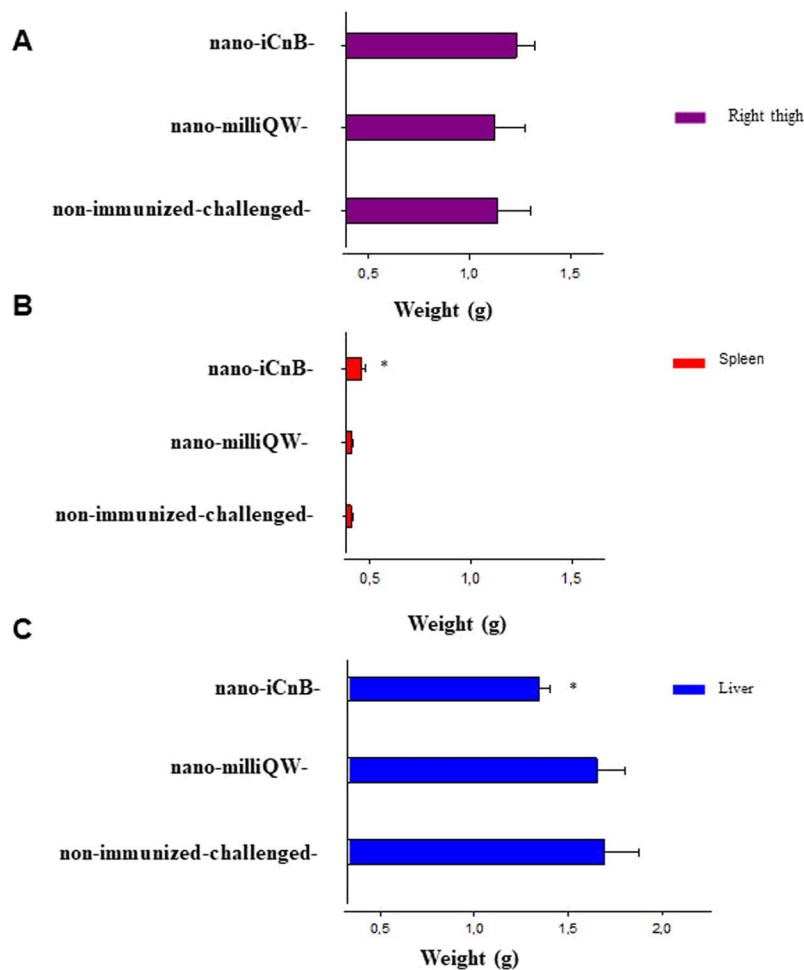 A
nano-iCnB-
nano-milliQW-
Right thigh
non-immunized-challenged-
0,5 1,0 1,5
Weight (g)
B
nano-iCnB- *
Spleen
nano-milliQW-
non-immunized-challenged-
0,5 1,0 1,5
Weight (g)
C
nano-iCnB- *
Liver
nano-milliQW-
non-immunized-challenged-
0,5 1,0 1,5 2,0
Weight (g)